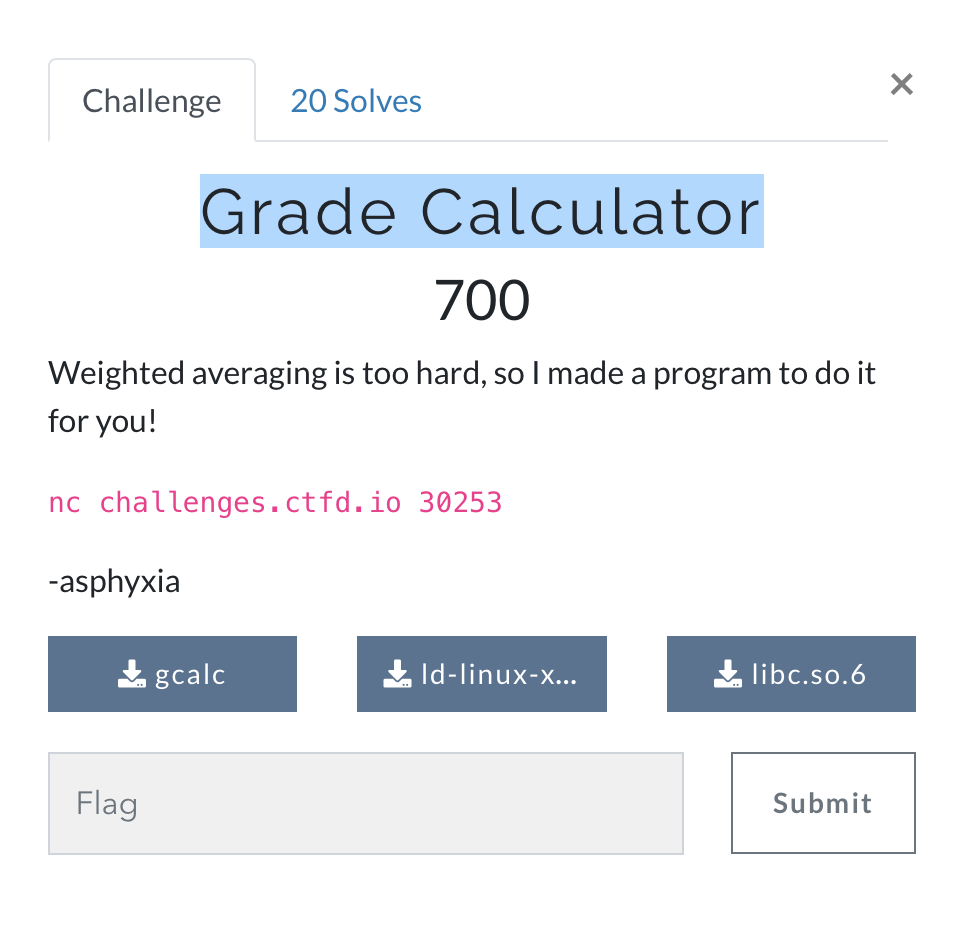 Challenge
20 Solves
×
Grade Calculator
700
Weighted averaging is too hard, so I made a program to do it
for you!
nc challenges.ctfd.io 30253
-asphyxia
gcalc
ld-linux-x...
libc.so.6
Flag
Submit